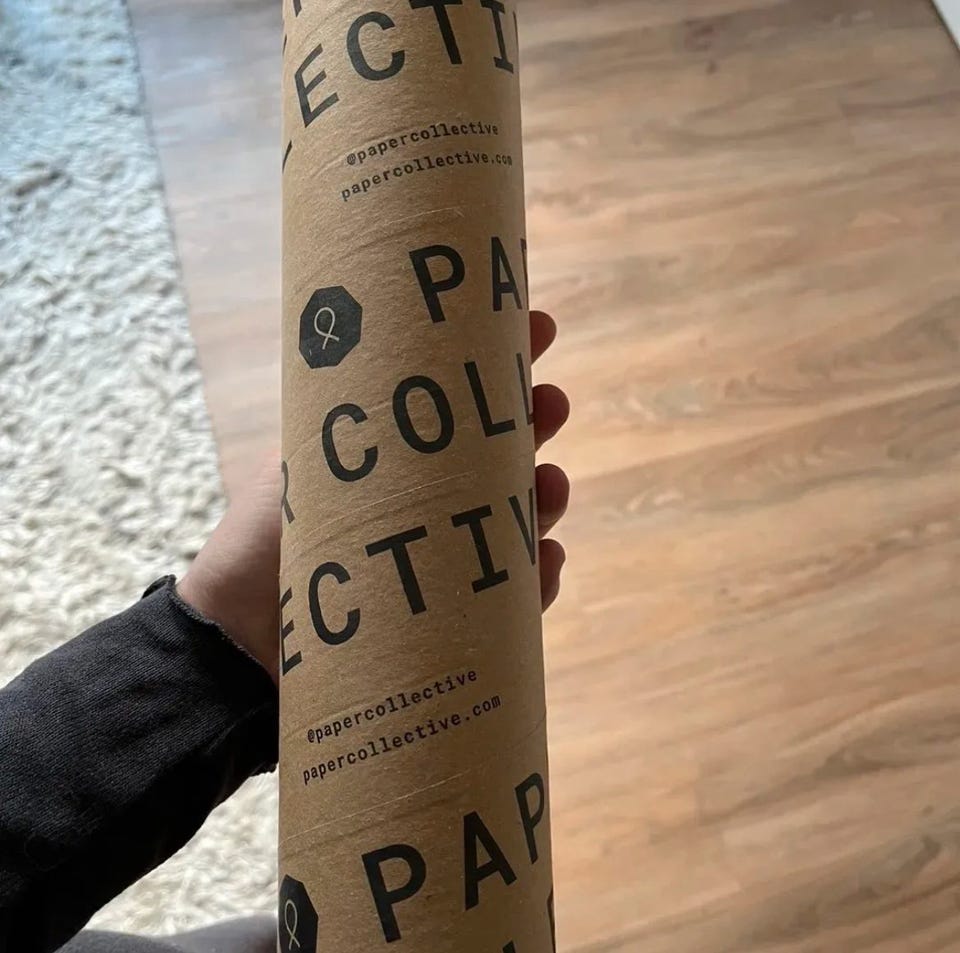 ECTI
@papercollective
papercollective.com
PAP
COLL
R
ECTIV
@papercollective
papercollective.com
PAP